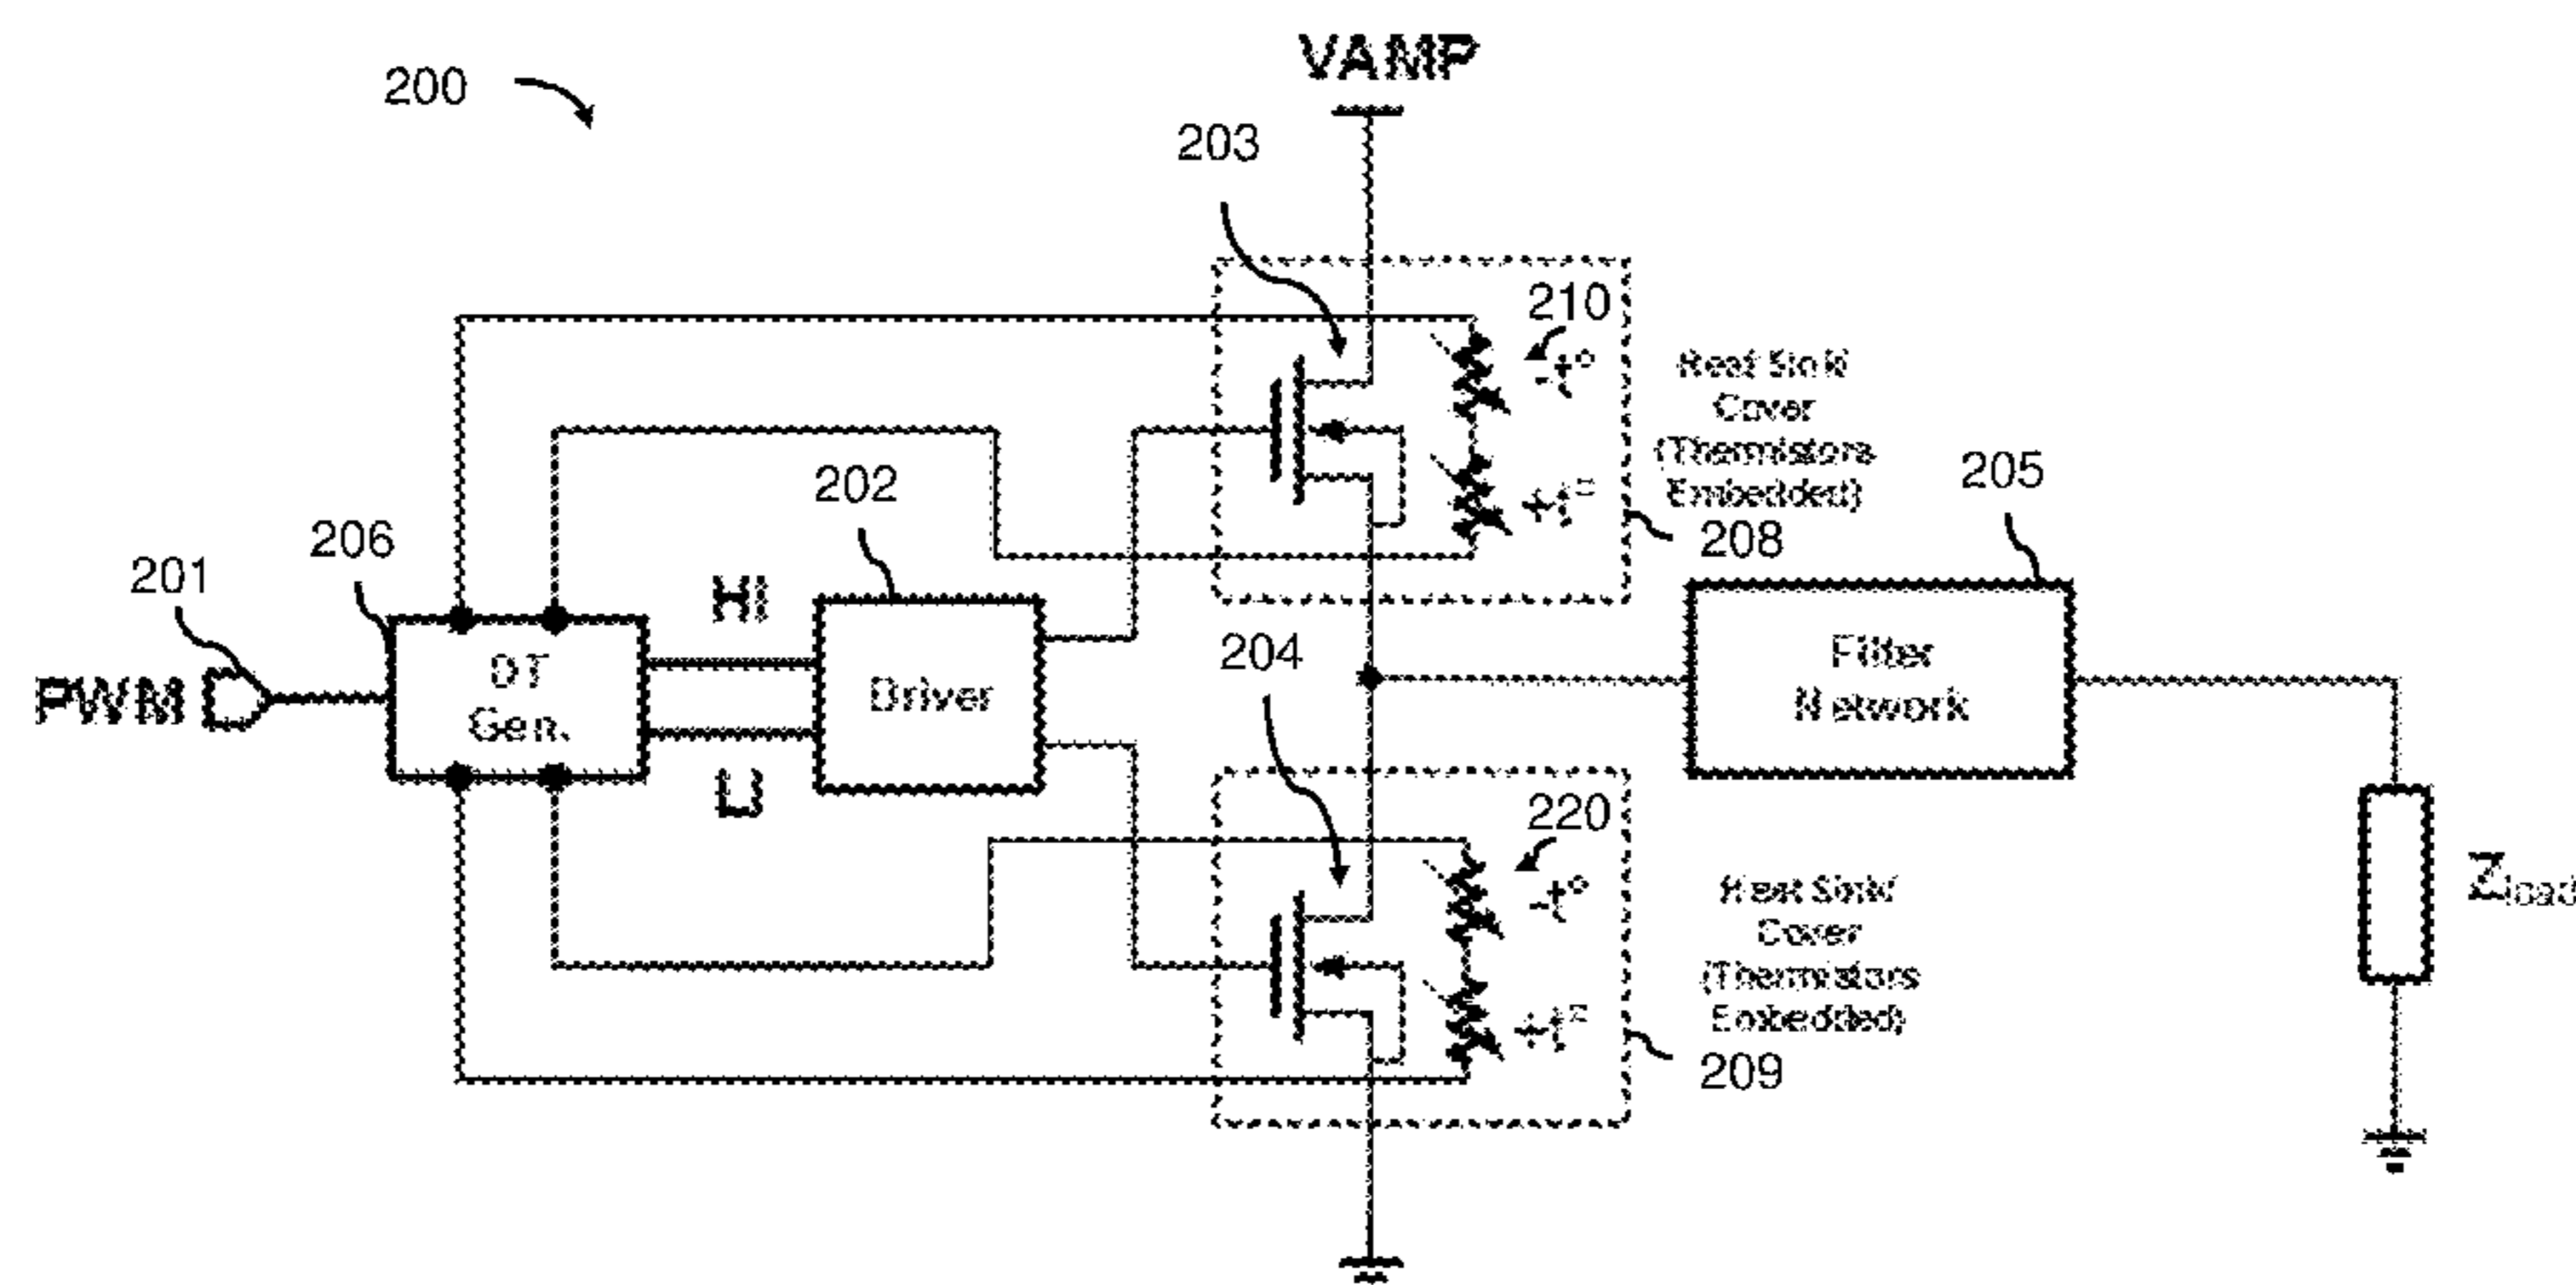 VAMP
200
203
210
-t°
Heat Sink/
Cover
(Thermistors
Embedded)
208
+t°
202
205
206
201
HI
204
PWM
DT
Gen.
Driver
Filter
Network
LI
220
-t°
Zload
Heat Sink/
Cover
(Thermistors
Embedded)
+t°
209